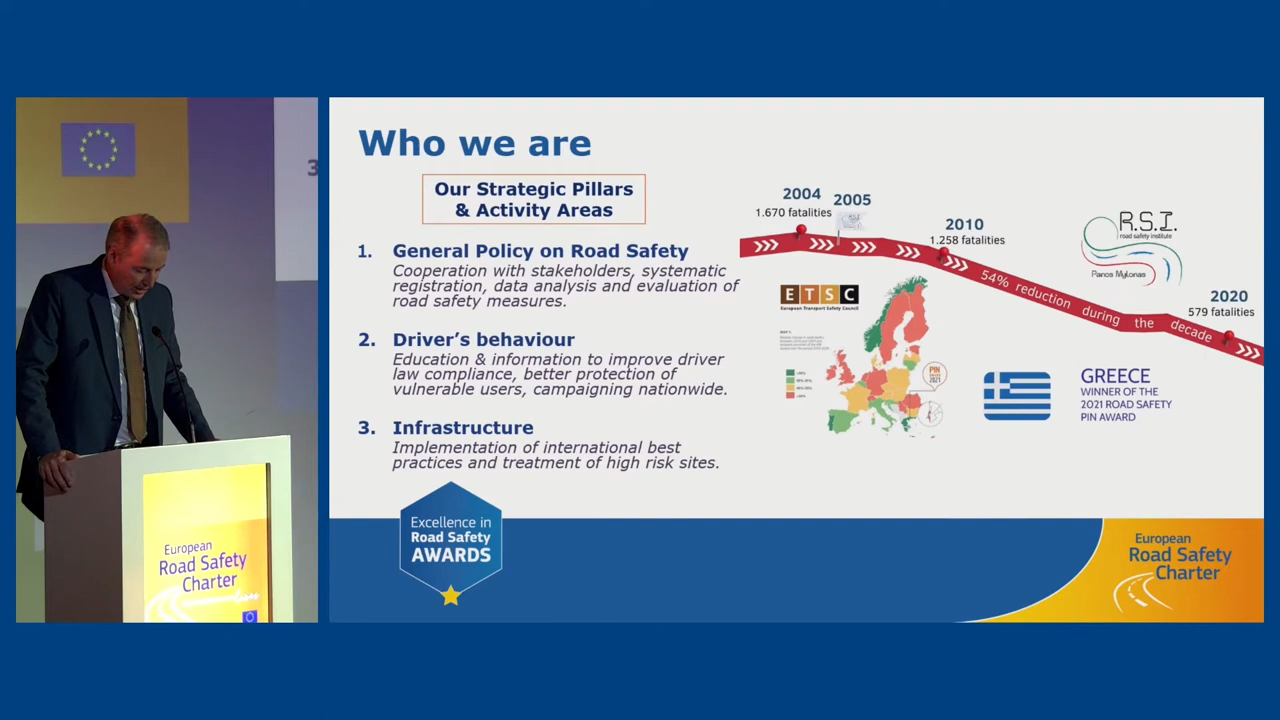 Who we are
Our Strategic Pillars
& Activity Areas
1. General Policy on Road Safety
Cooperation with stakeholders, systematic
registration, data analysis and evaluation of
road safety measures.
2. Driver’s behaviour
Education & information to improve driver
law compliance, better protection of
vulnerable users, campaigning nationwide.
3. Infrastructure
Implementation of international best
practices and treatment of high risk sites.
2004
1.670 fatalities
2005
2010
1.258 fatalities
54% reduction during the decade
2020
579 fatalities
R.S.I.
road safety institute
Panos Mylonas
ETSC
European Transport Safety Council
PIN
2021
GREECE
WINNER OF THE
2021 ROAD SAFETY
PIN AWARD
Excellence in
Road Safety
AWARDS
European
Road Safety
Charter
3
European
Road Safety
Charter